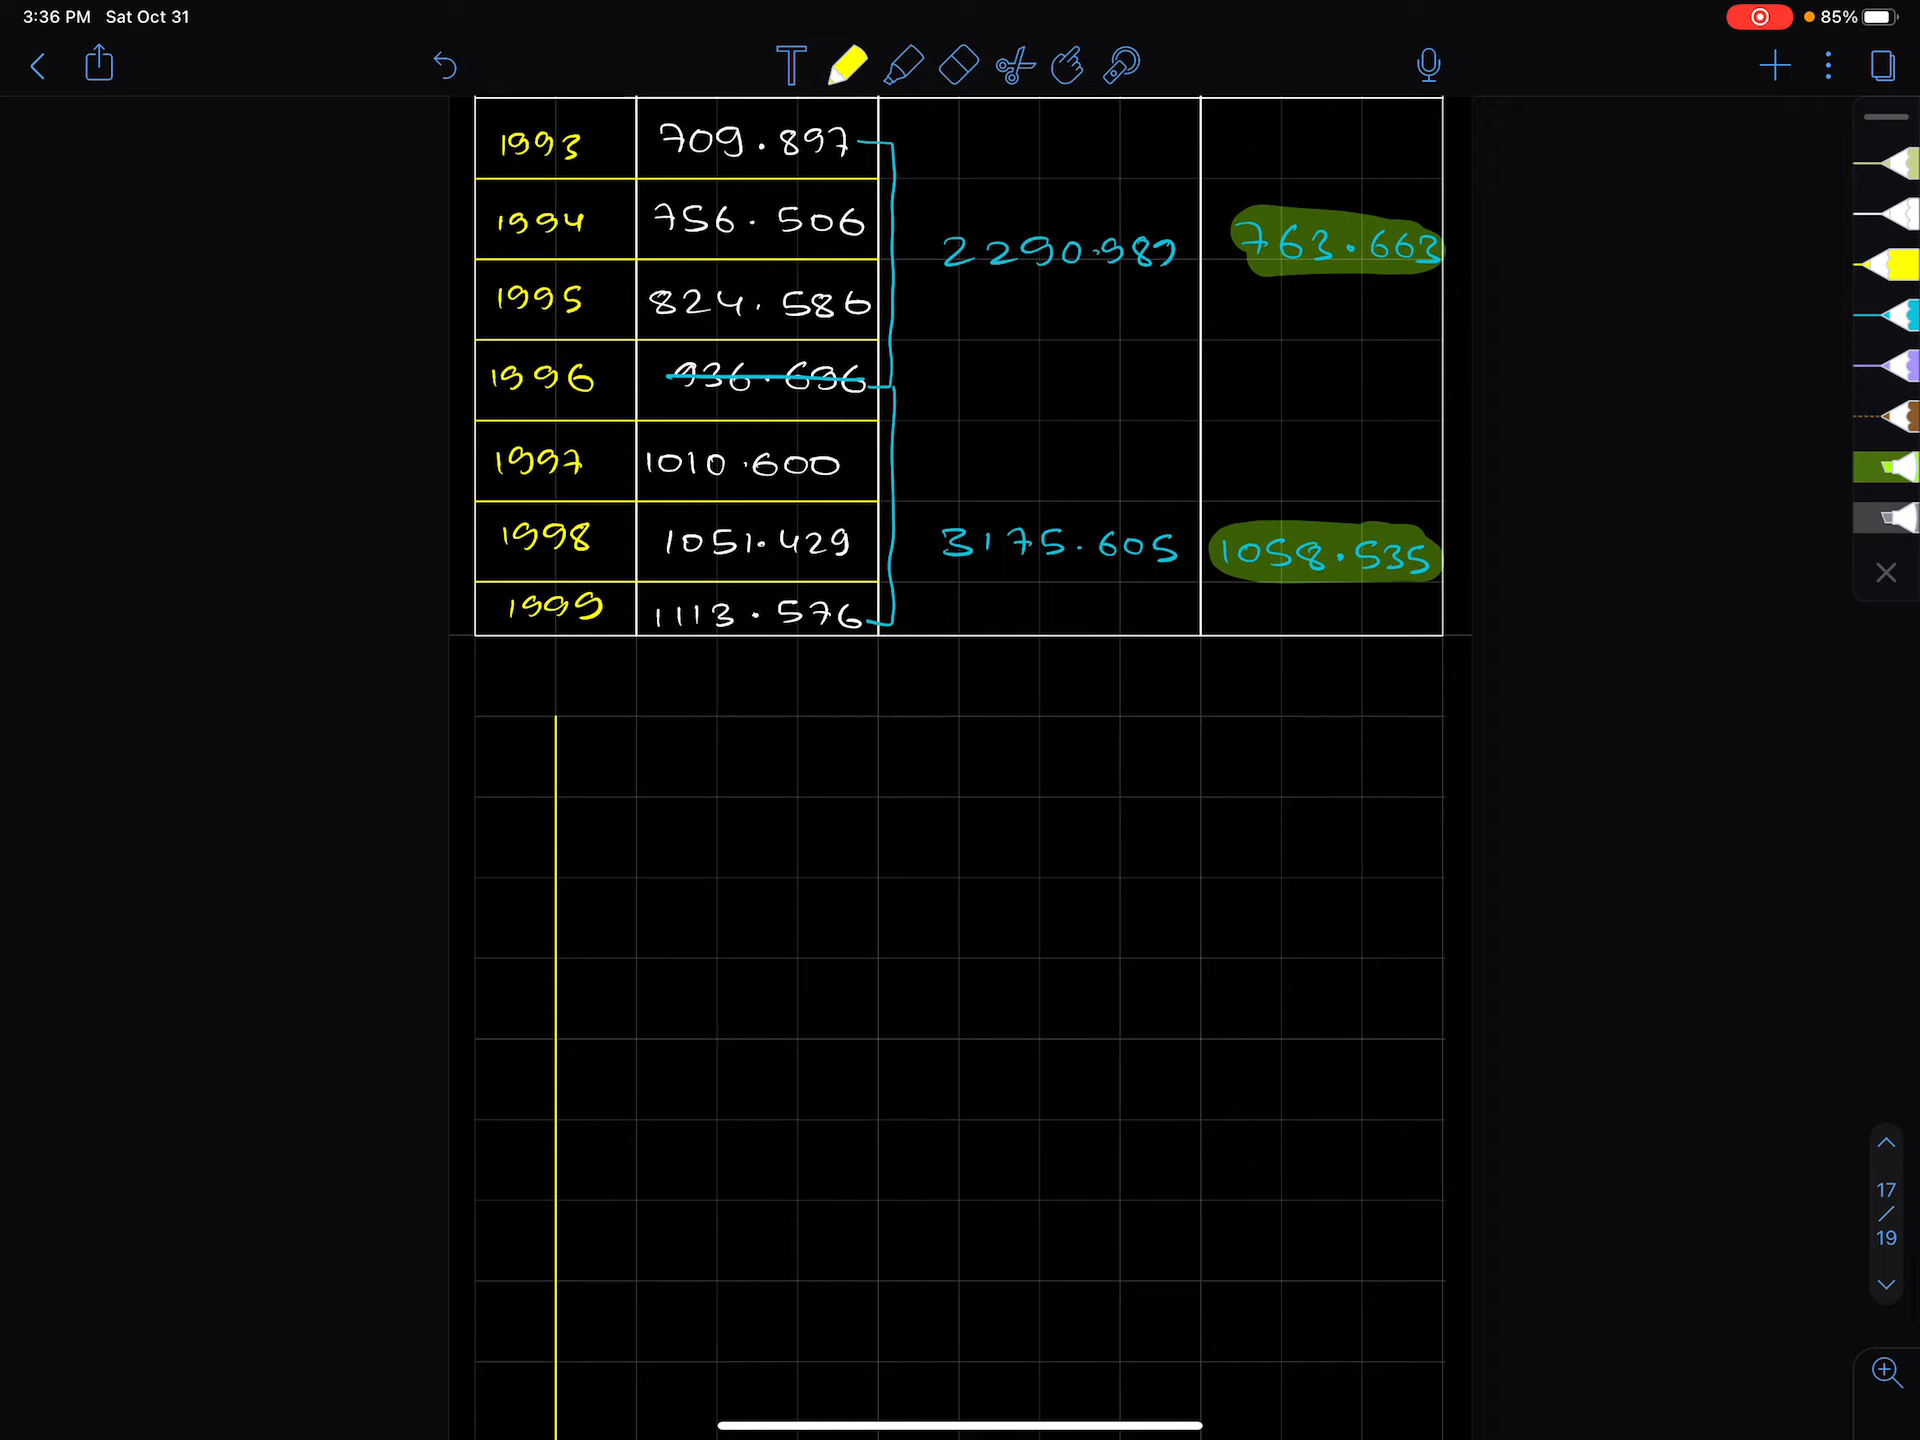 3:36 PM Sat Oct 31
85%
T
1993 709.897
1994 756.506 2290.989 763.663
1995 824.586
1996 936.696
1997 1010.600
1998 1051.429 3175.605 1058.535
1999 1113.576
17
/
19